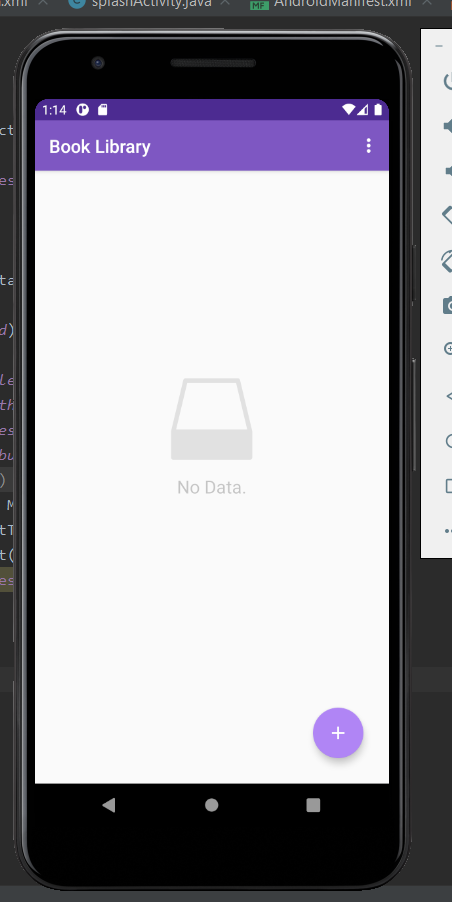 splashActivity.java
AndroidManifest.xml
1:14
Book Library
No Data.